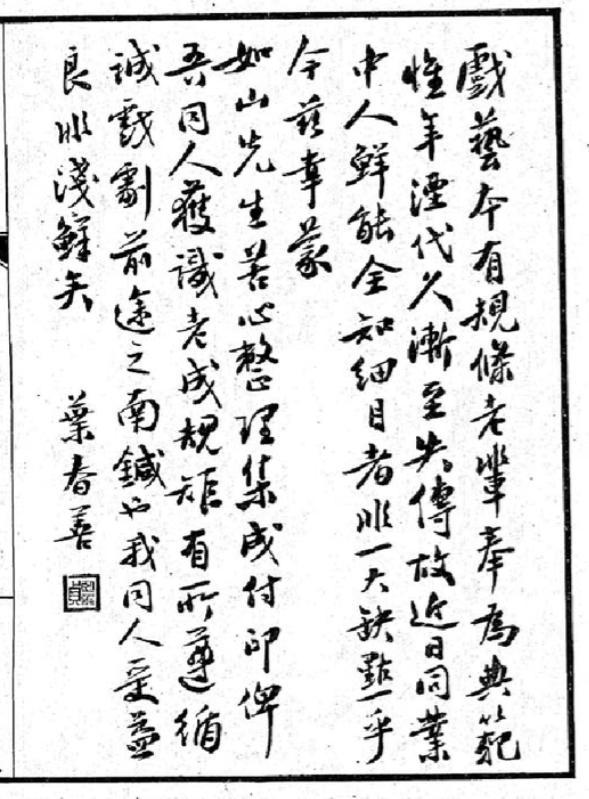 戲藝本有規條老輩奉為典範
惟年湮代久漸至失傳故近日同業
中人鮮能全知細目者非一大缺點乎
今茲幸蒙
如山先生苦心整理集成付印俾
吾同人獲識老成規矩有所遵循
誠戲劇前途之南鍼也我同人受益
良非淺鮮矣
葉春善